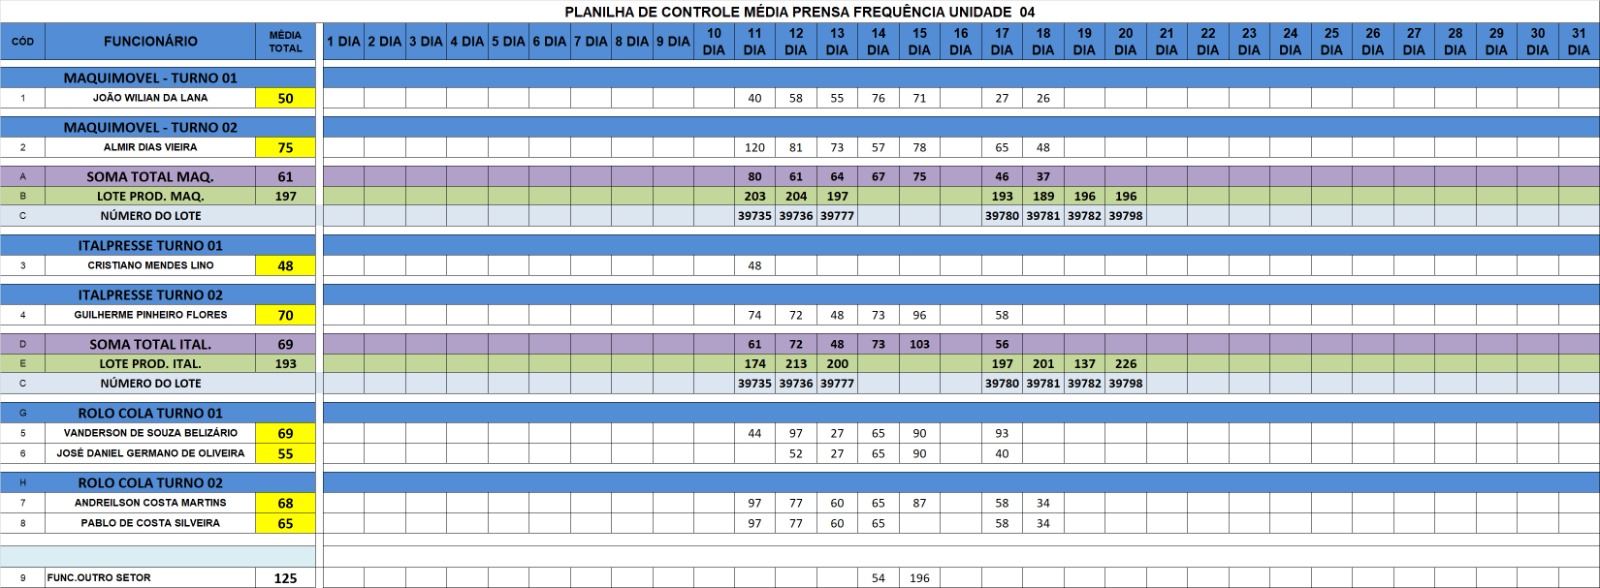 PLANILHA DE CONTROLE MÉDIA PRENSA FREQUÊNCIA UNIDADE 04
CÓD FUNCIONÁRIO MÉDIA TOTAL 1 DIA 2 DIA 3 DIA 4 DIA 5 DIA 6 DIA 7 DIA 8 DIA 9 DIA 10 DIA 11 DIA 12 DIA 13 DIA 14 DIA 15 DIA 16 DIA 17 DIA 18 DIA 19 DIA 20 DIA 21 DIA 22 DIA 23 DIA 24 DIA 25 DIA 26 DIA 27 DIA 28 DIA 29 DIA 30 DIA 31 DIA
MAQUIMOVEL - TURNO 01
1 JOÃO WILIAN DA LANA 50 40 58 55 76 71 27 26
MAQUIMOVEL - TURNO 02
2 ALMIR DIAS VIEIRA 75 120 81 73 57 78 65 48
A SOMA TOTAL MAQ. 61 80 61 64 67 75 46 37
B LOTE PROD. MAQ. 197 203 204 197 193 189 196 196
C NÚMERO DO LOTE 39735 39736 39777 39780 39781 39782 39798
ITALPRESSE TURNO 01
3 CRISTIANO MENDES LINO 48 48
ITALPRESSE TURNO 02
4 GUILHERME PINHEIRO FLORES 70 74 72 48 73 96 58
D SOMA TOTAL ITAL. 69 61 72 48 73 103 56
E LOTE PROD. ITAL. 193 174 213 200 197 201 137 226
C NÚMERO DO LOTE 39735 39736 39777 39780 39781 39782 39798
G ROLO COLA TURNO 01
5 VANDERSON DE SOUZA BELIZÁRIO 69 44 97 27 65 90 93
6 JOSÉ DANIEL GERMANO DE OLIVEIRA 55 52 27 65 90 40
H ROLO COLA TURNO 02
7 ANDREILSON COSTA MARTINS 68 97 77 60 65 87 58 34
8 PABLO DE COSTA SILVEIRA 65 97 77 60 65 58 34
9 FUNC.OUTRO SETOR 125 54 196